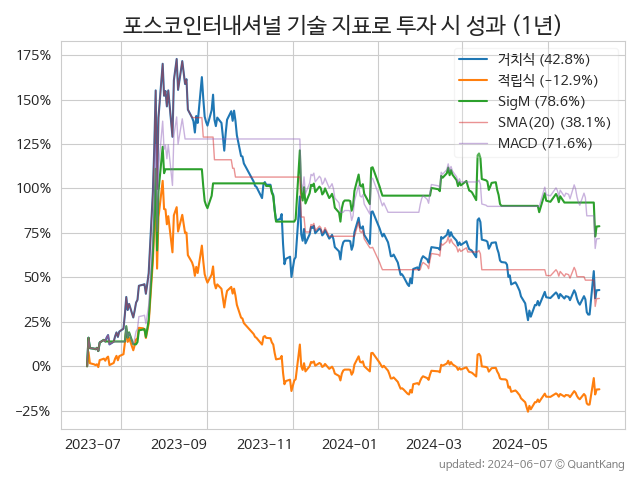 포스코인터내셔널 기술 지표로 투자 시 성과 (1년)
175%
150%
125%
100%
75%
50%
25%
0%
−25%
거치식 (42.8%)
적립식 (−12.9%)
SigM (78.6%)
SMA(20) (38.1%)
MACD (71.6%)
2023-07
2023-09
2023-11
2024-01
2024-03
2024-05
updated: 2024-06-07 © QuantKang